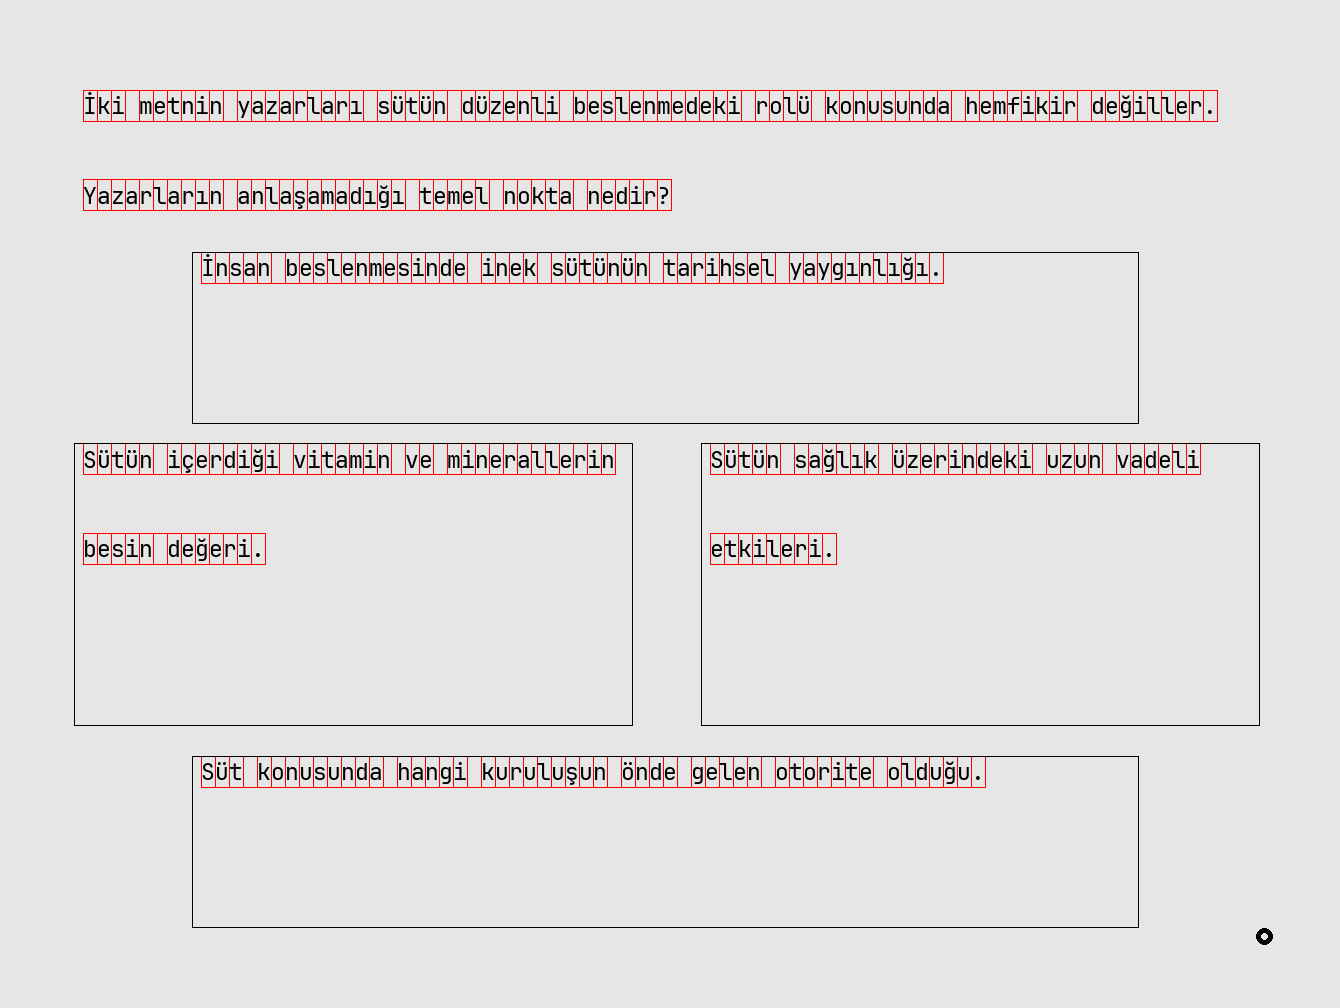 İki metnin yazarları sütün düzenli beslenmedeki rolü konusunda hemfikir değiller.
Yazarların anlaşamadığı temel nokta nedir?
İnsan beslenmesinde inek sütünün tarihsel yaygınlığı.
Sütün içerdiği vitamin ve minerallerin
besin değeri.
Sütün sağlık üzerindeki uzun vadeli
etkileri.
Süt konusunda hangi kuruluşun önde gelen otorite olduğu.